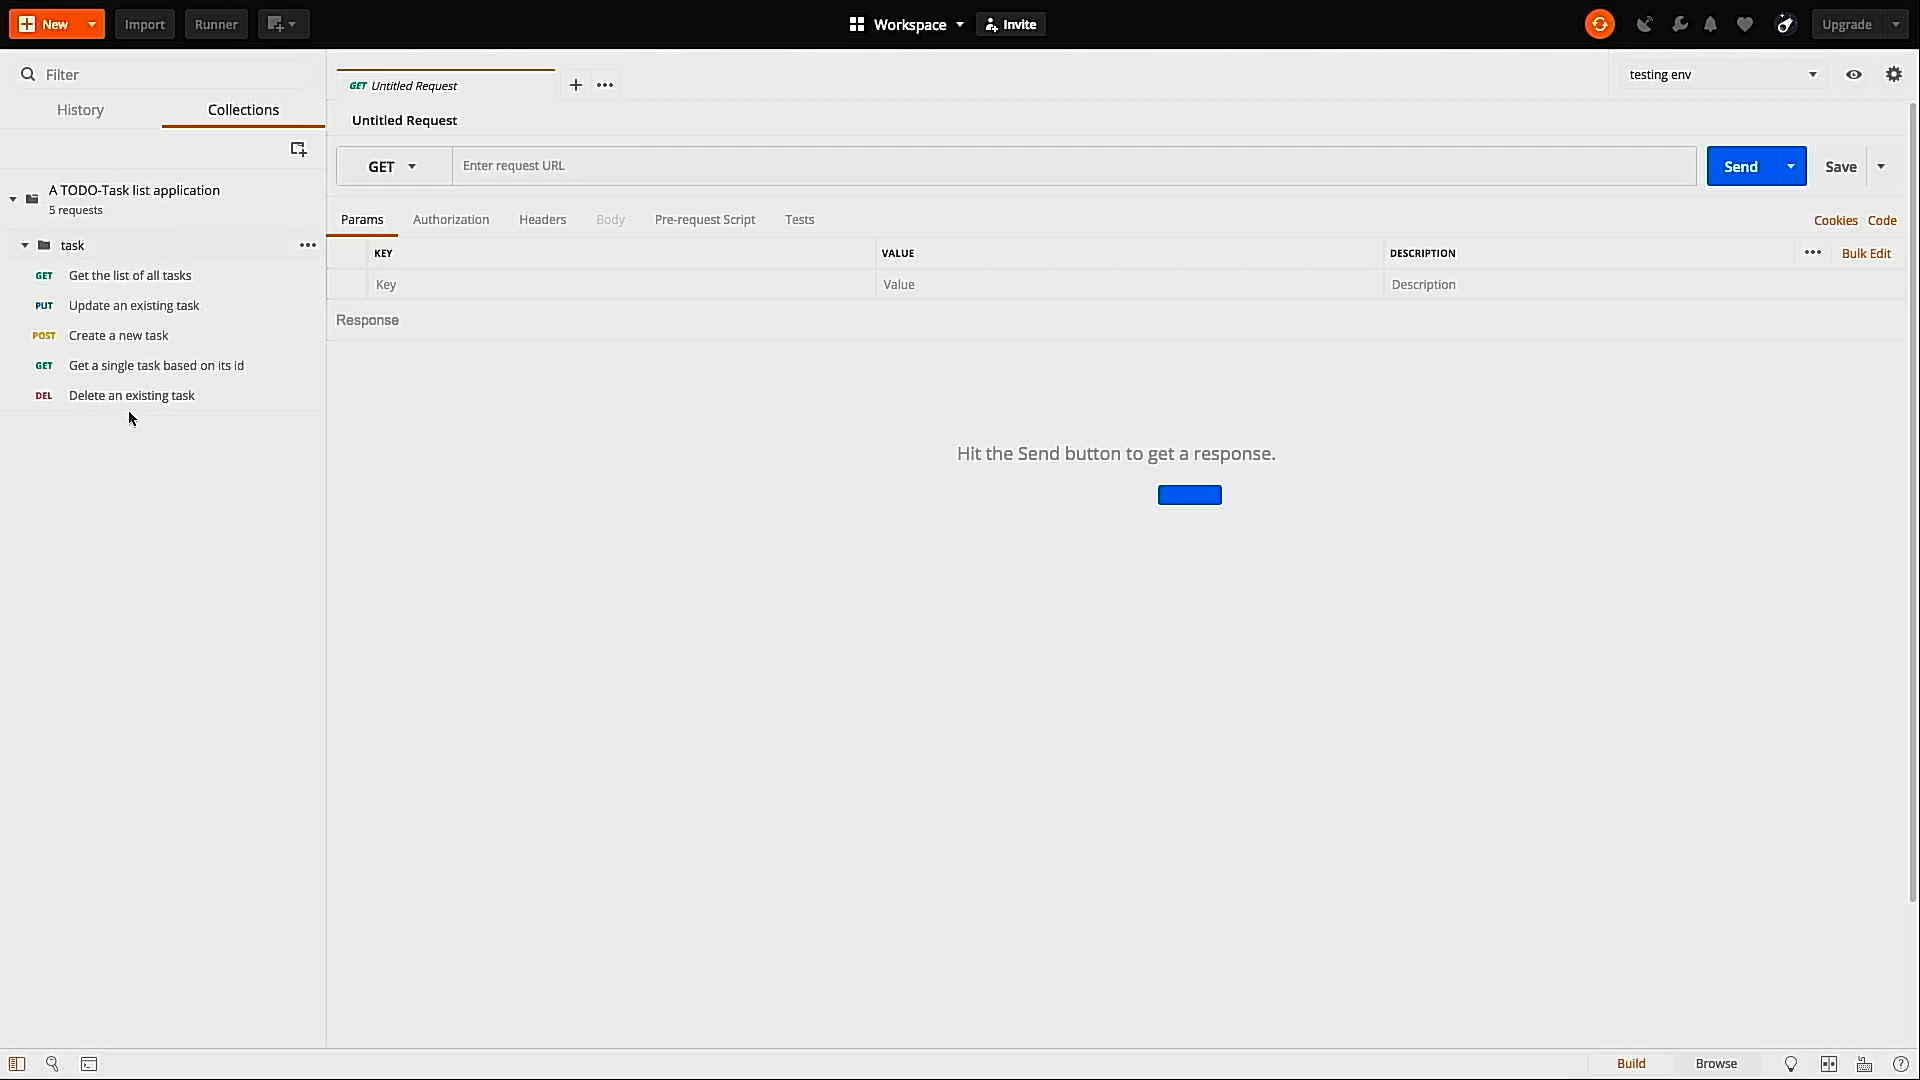 New
Import
Runner
Workspace
Invite
Upgrade
Filter
History
Collections
A TODO-Task list application
5 requests
task
GET Get the list of all tasks
PUT Update an existing task
POST Create a new task
GET Get a single task based on its id
DEL Delete an existing task
GET Untitled Request
testing env
Untitled Request
GET
Enter request URL
Send
Save
Params
Authorization
Headers
Body
Pre-request Script
Tests
Cookies
Code
KEY
VALUE
DESCRIPTION
Bulk Edit
Key
Value
Description
Response
Hit the Send button to get a response.
Build
Browse